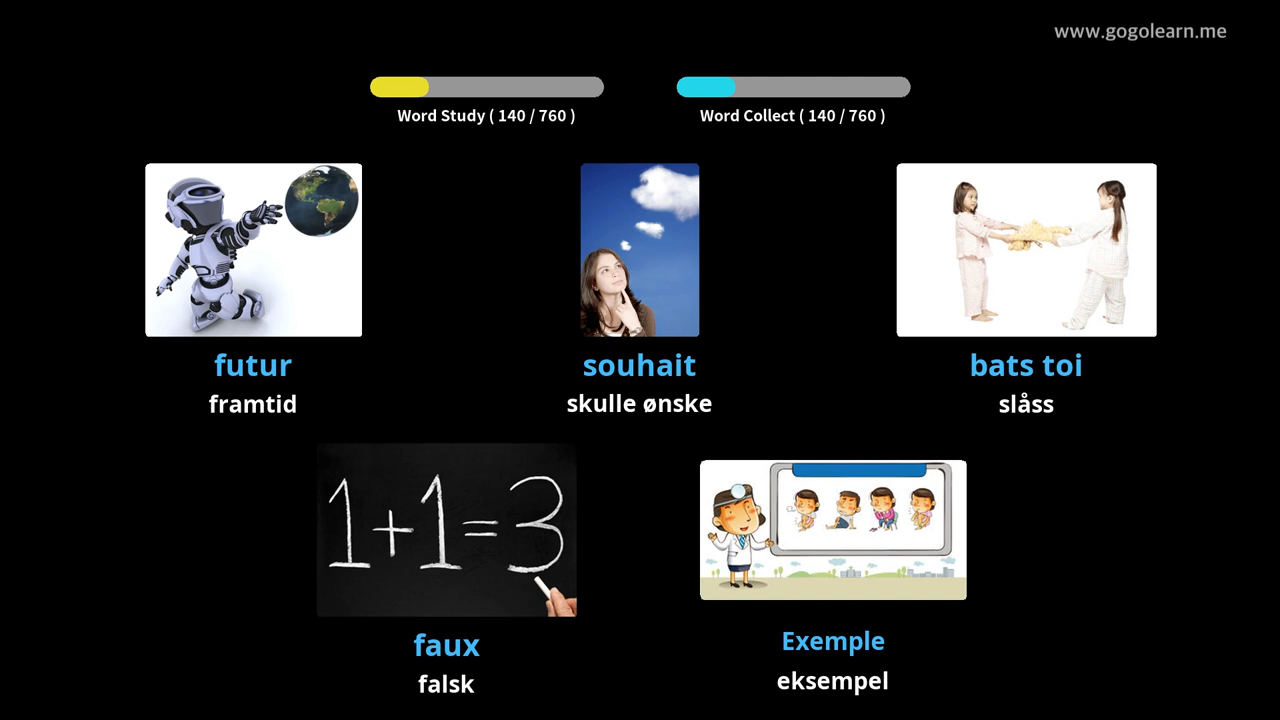 www.gogolearn.me
Word Study ( 140 / 760 )
Word Collect ( 140 / 760 )
futur
framtid
souhait
skulle ønske
bats toi
slåss
1+1=3
faux
falsk
Exemple
eksempel